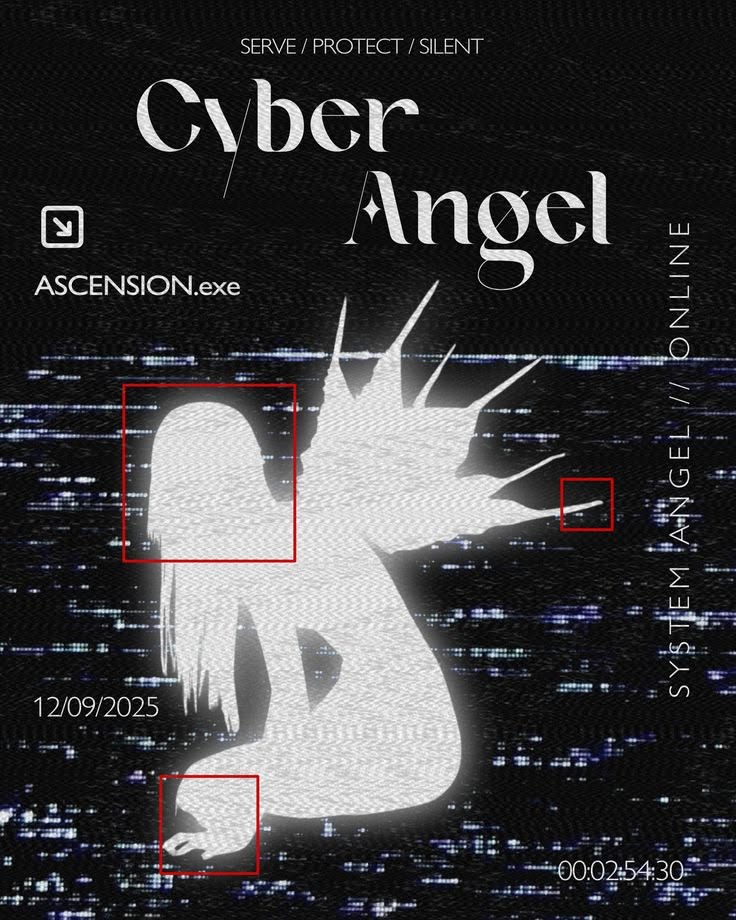 SERVE / PROTECT / SILENT
Cyber
Angel
ASCENSION.exe
SYSTEM ANGEL // ONLINE
12/09/2025
00:02:54:30